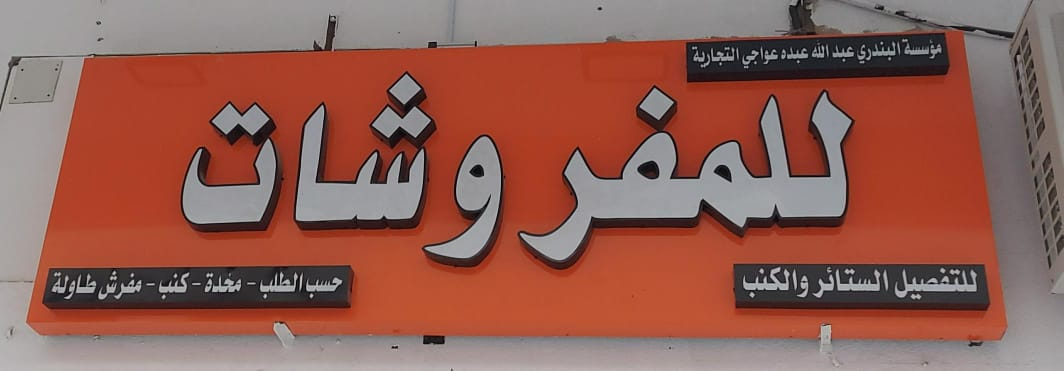 مؤسسة البندري عبد الله عبده عواجي التجارية
للمفروشات
للتفصيل الستائر والكنب
حسب الطلب - مخدة - كنب - مفرش طاولة